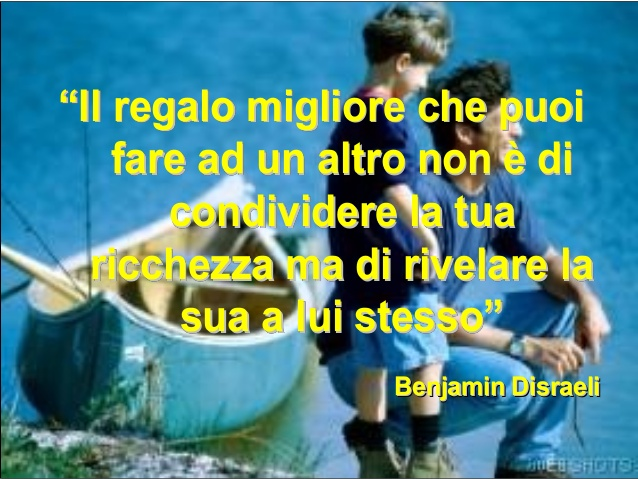 “Il regalo migliore che puoi
fare ad un altro non è di
condividere la tua
ricchezza ma di rivelare la
sua a lui stesso”
Benjamin Disraeli
WEBSHOTS